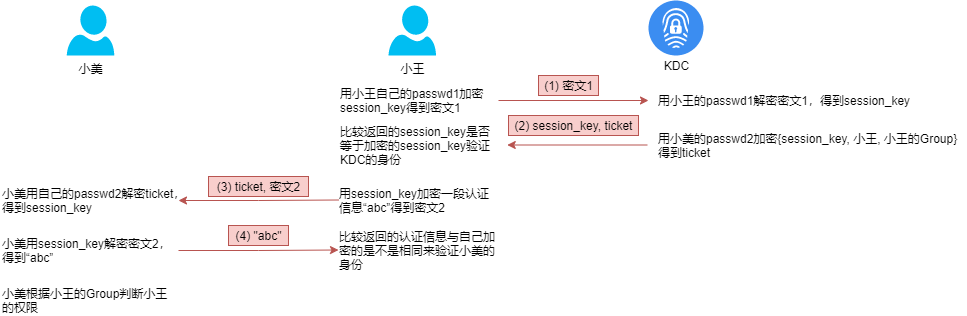 小美
小王
KDC
用小王自己的passwd1加密
session_key得到密文1
(1) 密文1
用小王的passwd1解密密文1，得到session_key
比较返回的session_key是否
等于加密的session_key验证
KDC的身份
(2) session_key, ticket
用小美的passwd2加密{session_key, 小王, 小王的Group}
得到ticket
小美用自己的passwd2解密ticket，
得到session_key
(3) ticket, 密文2
用session_key加密一段认证
信息“abc”得到密文2
小美用session_key解密密文2，
得到“abc”
(4) "abc"
比较返回的认证信息与自己加
密的是不是相同来验证小美的
身份
小美根据小王的Group判断小王
的权限